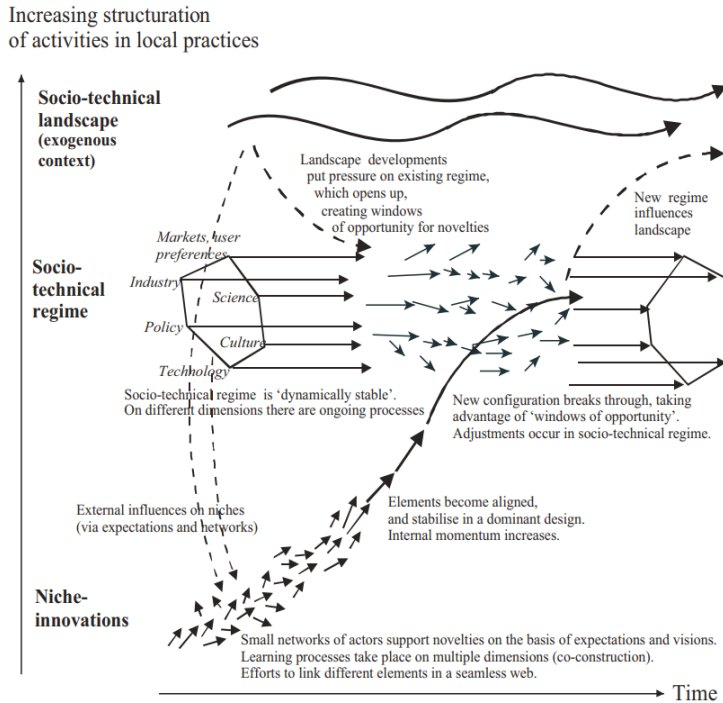 Increasing structuration
of activities in local practices
Socio-technical
landscape
(exogenous
context)
Landscape developments
put pressure on existing regime,
which opens up,
creating windows
of opportunity for novelties
New regime
influences
landscape
Socio-
technical
regime
Markets, user
preferences
Industry
Science
Policy
Culture
Technology
Socio-technical regime is ‘dynamically stable’.
On different dimensions there are ongoing processes
New configuration breaks through, taking
advantage of ‘windows of opportunity’.
Adjustments occur in socio-technical regime.
External influences on niches
(via expectations and networks)
Elements become aligned,
and stabilise in a dominant design.
Internal momentum increases.
Niche-
innovations
Small networks of actors support novelties on the basis of expectations and visions.
Learning processes take place on multiple dimensions (co-construction).
Efforts to link different elements in a seamless web.
Time